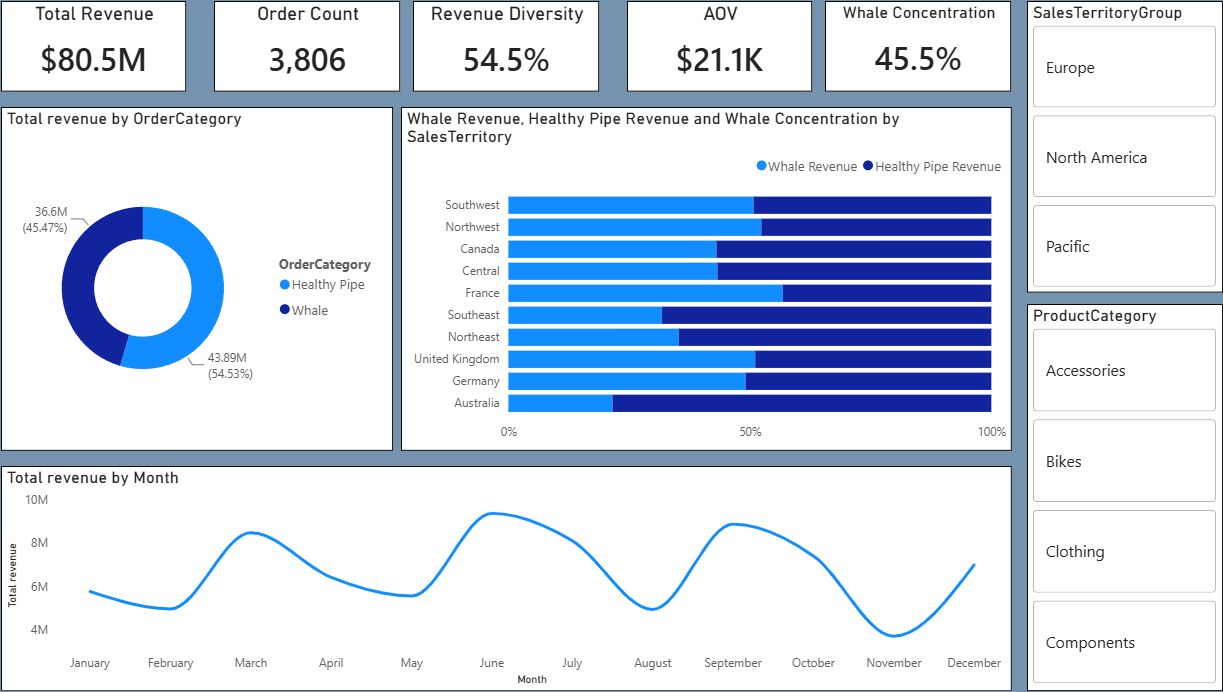 Total Revenue
$80.5M
Order Count
3,806
Revenue Diversity
54.5%
AOV
$21.1K
Whale Concentration
45.5%
SalesTerritoryGroup
Europe
North America
Pacific
Total revenue by OrderCategory
36.6M
(45.47%)
43.89M
(54.53%)
OrderCategory
Healthy Pipe
Whale
Whale Revenue, Healthy Pipe Revenue and Whale Concentration by
SalesTerritory
Whale Revenue Healthy Pipe Revenue
Southwest
Northwest
Canada
Central
France
Southeast
Northeast
United Kingdom
Germany
Australia
0% 50% 100%
ProductCategory
Accessories
Bikes
Clothing
Components
Total revenue by Month
Total revenue
10M
8M
6M
4M
January February March April May June July August September October November December
Month